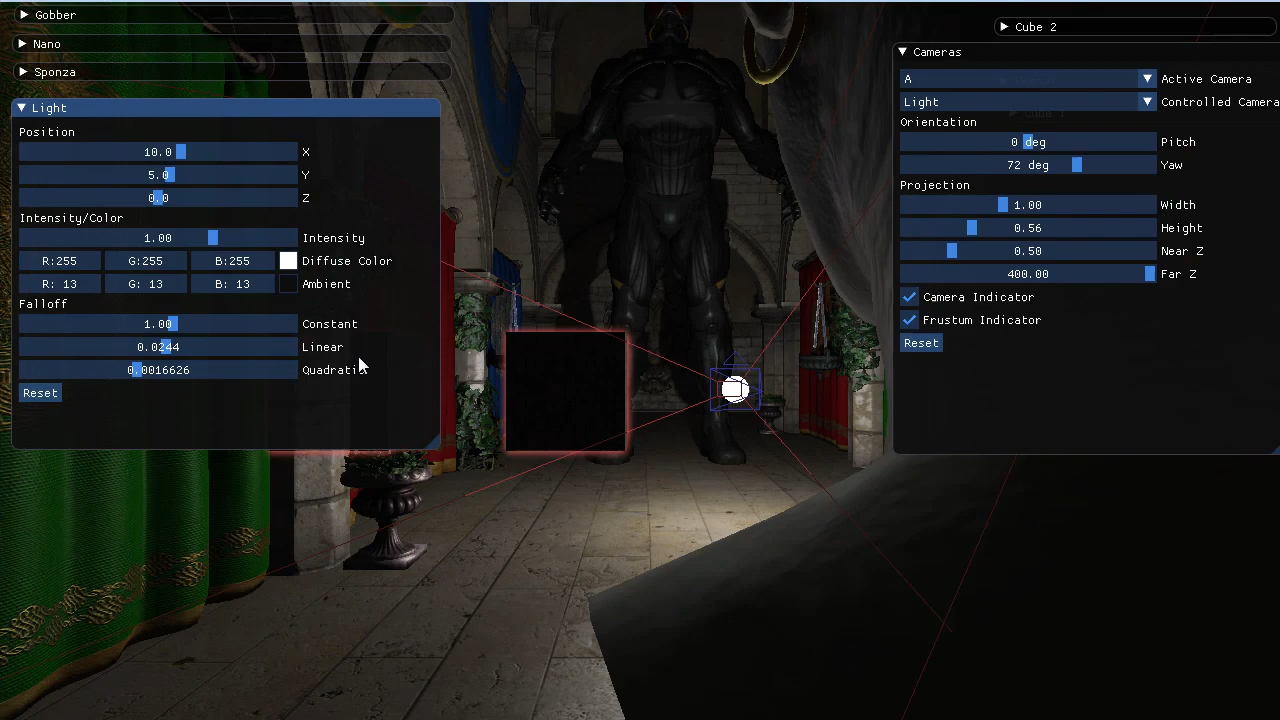 Gobber
Nano
Sponza
Light
Position
10.0 X
5.0 Y
0.0 Z
Intensity/Color
1.00 Intensity
R:255 G:255 B:255 Diffuse Color
R: 13 G: 13 B: 13 Ambient
Falloff
1.00 Constant
0.0244 Linear
0.0016626 Quadratic
Reset
Cube 2
Cameras
A Active Camera
Light Controlled Camera
Orientation
0 deg Pitch
72 deg Yaw
Projection
1.00 Width
0.56 Height
0.50 Near Z
400.00 Far Z
Camera Indicator
Frustum Indicator
Reset